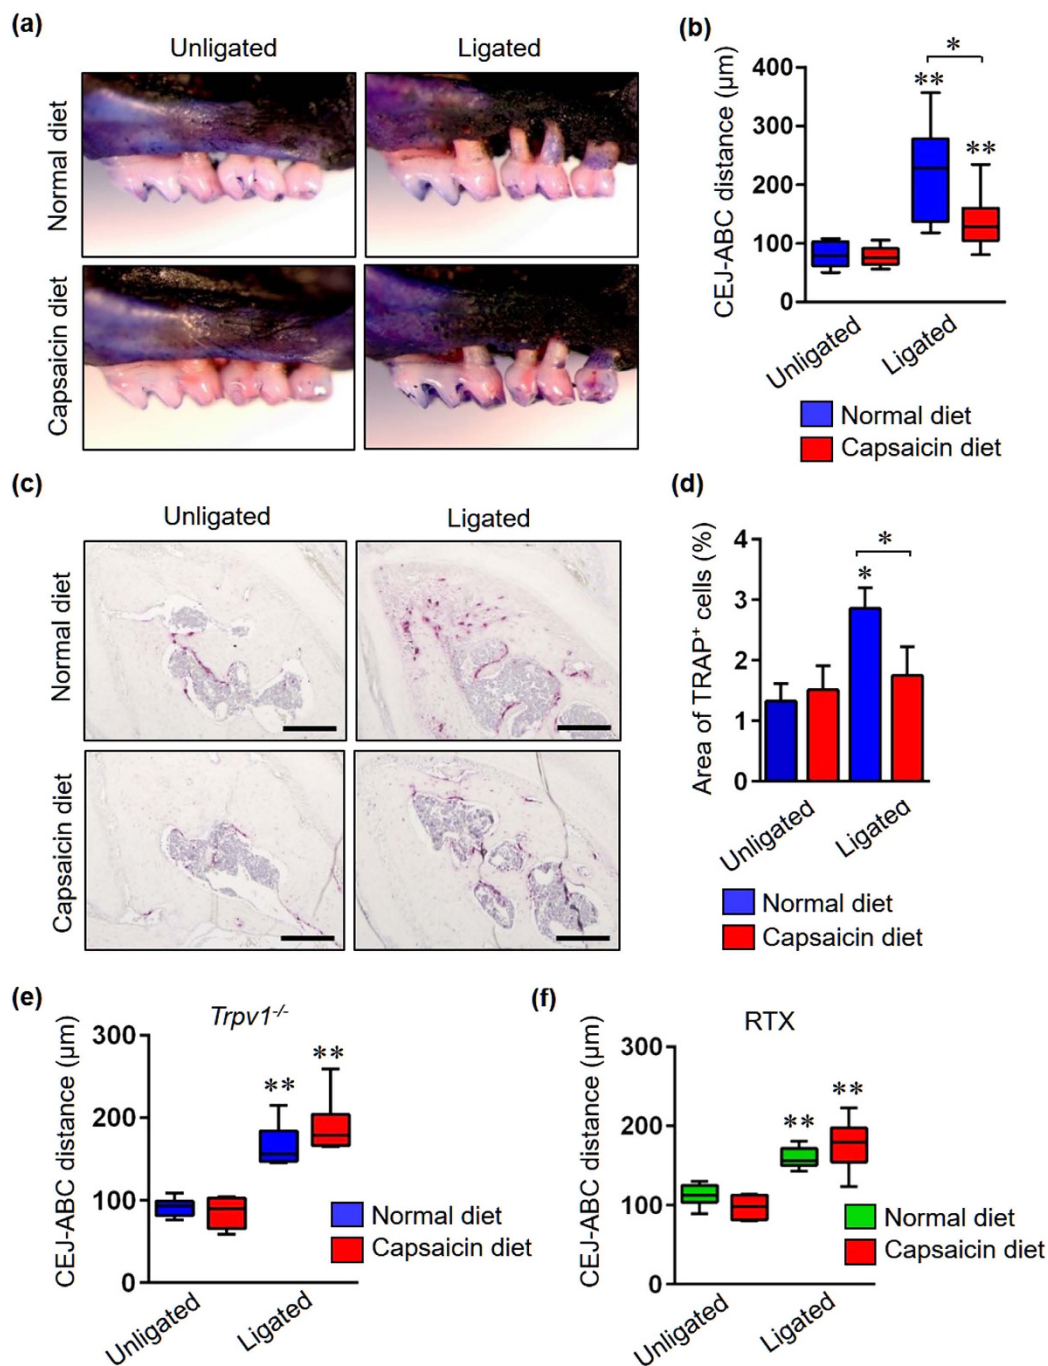 (a)
Unligated
Ligated
Normal diet
Capsaicin diet
(b)
CEJ-ABC distance (μm)
400
300
200
100
0
**
*
**
Unligated
Ligated
Normal diet
Capsaicin diet
(c)
Unligated
Ligated
Normal diet
Capsaicin diet
(d)
Area of TRAP⁺ cells (%)
4
3
2
1
0
*
*
Unligated
Ligated
Normal diet
Capsaicin diet
(e)
Trpv1⁻/⁻
CEJ-ABC distance (μm)
300
200
100
0
**
**
Unligated
Ligated
Normal diet
Capsaicin diet
(f)
RTX
CEJ-ABC distance (μm)
300
200
100
0
**
**
Unligated
Ligated
Normal diet
Capsaicin diet